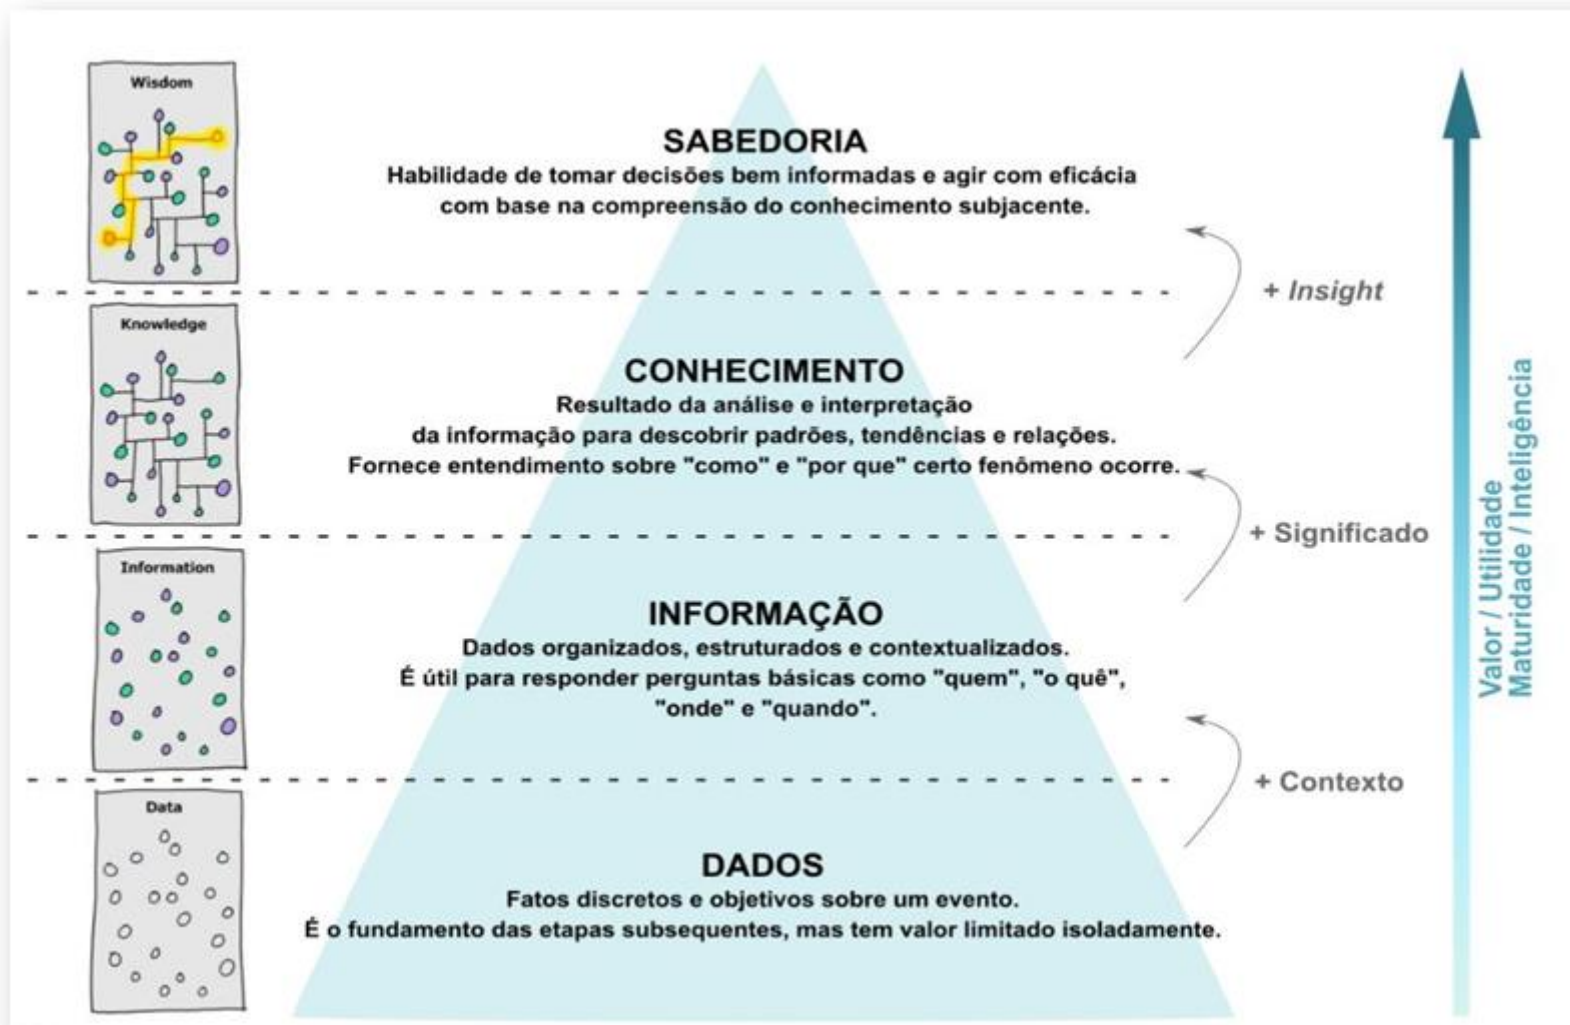 Wisdom
SABEDORIA
Habilidade de tomar decisões bem informadas e agir com eficácia
com base na compreensão do conhecimento subjacente.
+ Insight
Knowledge
CONHECIMENTO
Resultado da análise e interpretação
da informação para descobrir padrões, tendências e relações.
Fornece entendimento sobre "como" e "por que" certo fenômeno ocorre.
+ Significado
Information
INFORMAÇÃO
Dados organizados, estruturados e contextualizados.
É útil para responder perguntas básicas como "quem", "o quê",
"onde" e "quando".
+ Contexto
Data
DADOS
Fatos discretos e objetivos sobre um evento.
É o fundamento das etapas subsequentes, mas tem valor limitado isoladamente.
Valor / Utilidade
Maturidade / Inteligência